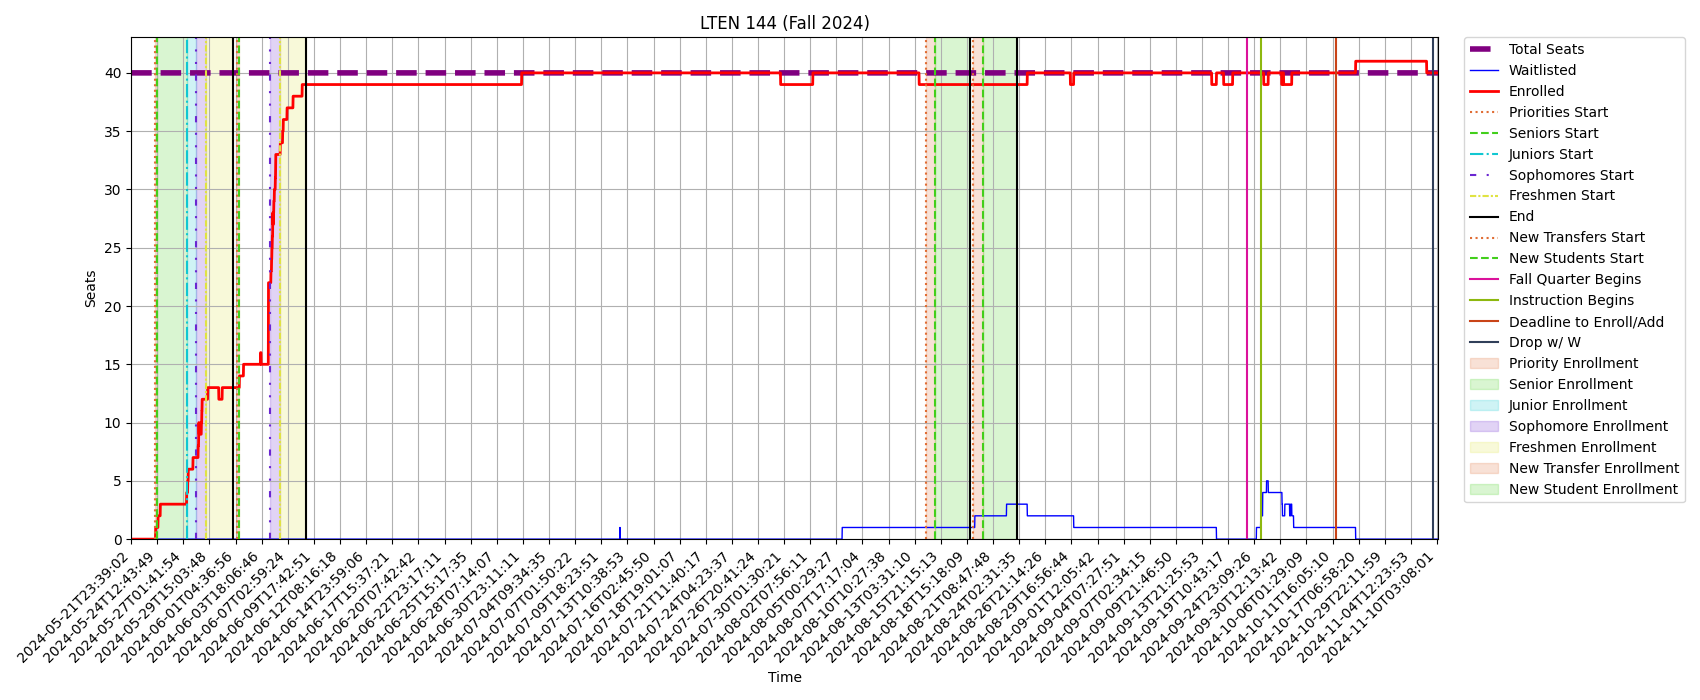 LTEN 144 (Fall 2024)
Seats
40
35
30
25
20
15
10
5
0
2024-05-21T23:39:02
2024-05-24T12:43:49
2024-05-27T01:41:54
2024-05-29T15:03:48
2024-06-01T04:36:56
2024-06-03T18:06:46
2024-06-07T02:59:24
2024-06-09T17:42:51
2024-06-12T08:16:18
2024-06-14T23:59:06
2024-06-17T15:37:21
2024-06-20T07:42:42
2024-06-22T23:17:11
2024-06-25T15:17:35
2024-06-28T07:14:07
2024-06-30T23:11:11
2024-07-04T09:34:35
2024-07-07T01:50:22
2024-07-09T18:23:51
2024-07-13T10:38:53
2024-07-16T02:45:50
2024-07-18T19:01:07
2024-07-21T11:40:17
2024-07-24T04:23:37
2024-07-26T20:41:24
2024-07-30T01:30:21
2024-08-02T07:56:11
2024-08-05T00:29:27
2024-08-07T17:17:04
2024-08-10T10:27:38
2024-08-13T03:31:10
2024-08-15T21:15:13
2024-08-18T15:18:09
2024-08-21T08:47:48
2024-08-24T02:31:35
2024-08-26T21:14:26
2024-08-29T16:56:44
2024-09-01T12:05:42
2024-09-04T07:27:51
2024-09-07T02:34:15
2024-09-09T21:46:50
2024-09-13T21:25:53
2024-09-19T10:43:17
2024-09-24T23:09:26
2024-09-30T12:13:42
2024-10-06T01:29:09
2024-10-11T16:05:10
2024-10-17T06:58:20
2024-10-29T22:11:59
2024-11-04T12:23:53
2024-11-10T03:08:01
Time
Total Seats
Waitlisted
Enrolled
Priorities Start
Seniors Start
Juniors Start
Sophomores Start
Freshmen Start
End
New Transfers Start
New Students Start
Fall Quarter Begins
Instruction Begins
Deadline to Enroll/Add
Drop w/ W
Priority Enrollment
Senior Enrollment
Junior Enrollment
Sophomore Enrollment
Freshmen Enrollment
New Transfer Enrollment
New Student Enrollment